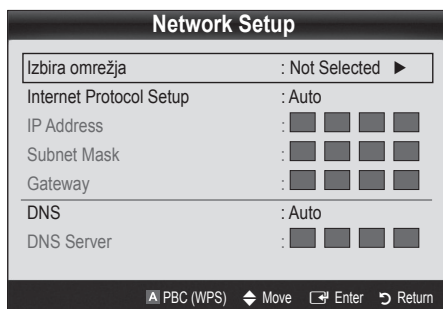 Network Setup
Izbira omrežja : Not Selected ►
Internet Protocol Setup : Auto
IP Address :
Subnet Mask :
Gateway :
DNS : Auto
DNS Server :
A PBC (WPS) Move Enter Return